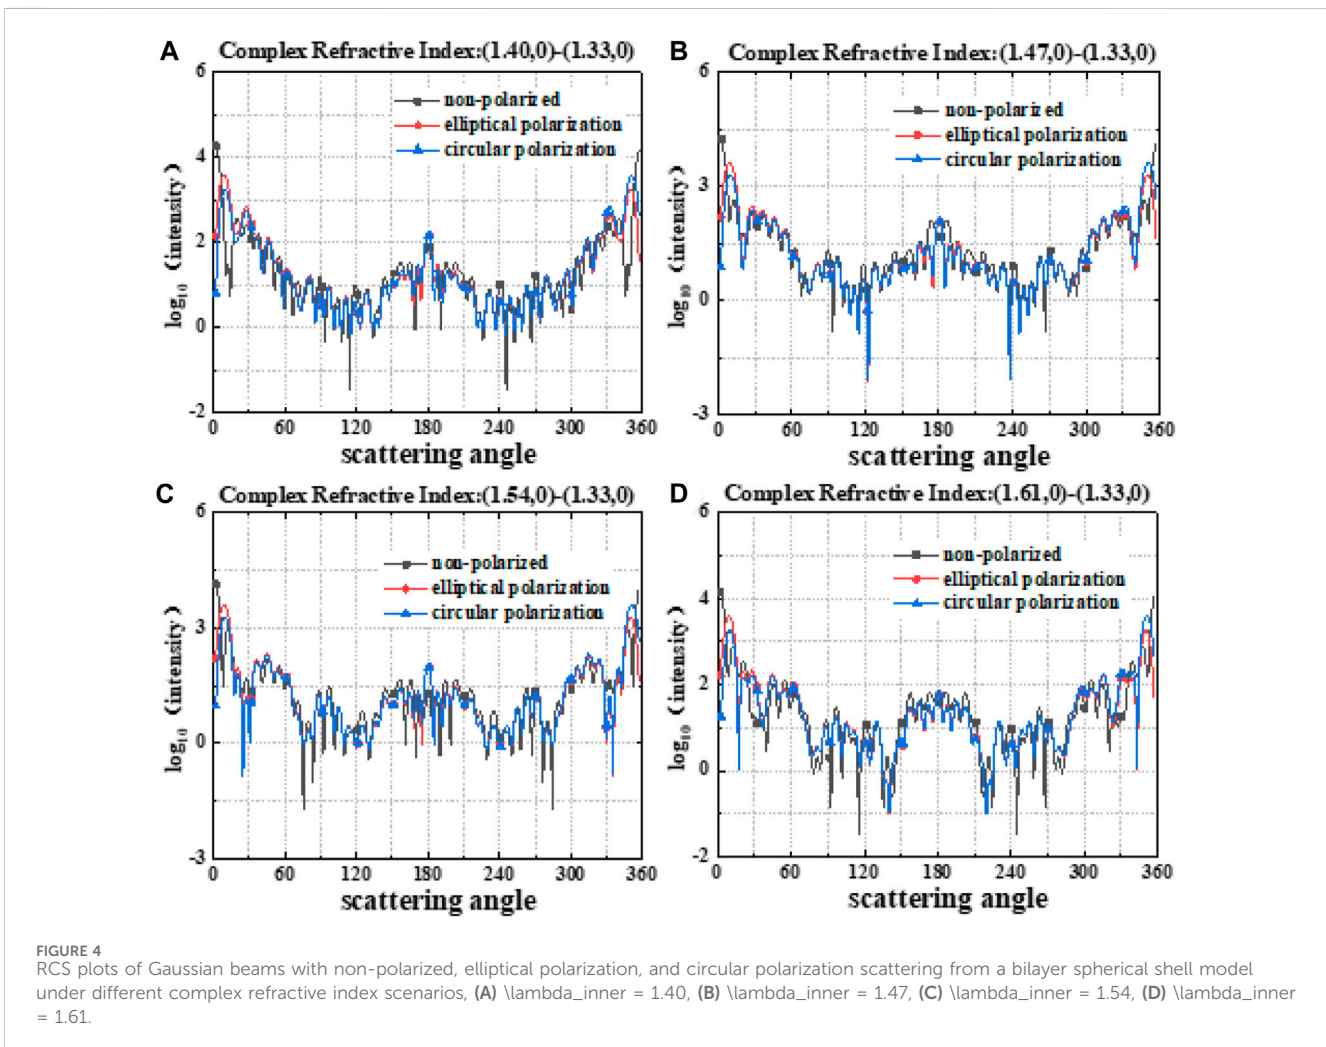 A
Complex Refractive Index:(1.40,0)-(1.33,0)
6
4
2
0
-2
log10 (intensity)
non-polarized
elliptical polarization
circular polarization
0 60 120 180 240 300 360
scattering angle
B
Complex Refractive Index:(1.47,0)-(1.33,0)
6
3
0
-3
log10 (intensity)
non-polarized
elliptical polarization
circular polarization
0 60 120 180 240 300 360
scattering angle
C
Complex Refractive Index:(1.54,0)-(1.33,0)
6
3
0
-3
log10 (intensity)
non-polarized
elliptical polarization
circular polarization
0 60 120 180 240 300 360
scattering angle
D
Complex Refractive Index:(1.61,0)-(1.33,0)
6
4
2
0
-2
log10 (intensity)
non-polarized
elliptical polarization
circular polarization
0 60 120 180 240 300 360
scattering angle
FIGURE 4
RCS plots of Gaussian beams with non-polarized, elliptical polarization, and circular polarization scattering from a bilayer spherical shell model
under different complex refractive index scenarios, (A) \lambda_inner = 1.40, (B) \lambda_inner = 1.47, (C) \lambda_inner = 1.54, (D) \lambda_inner
= 1.61.